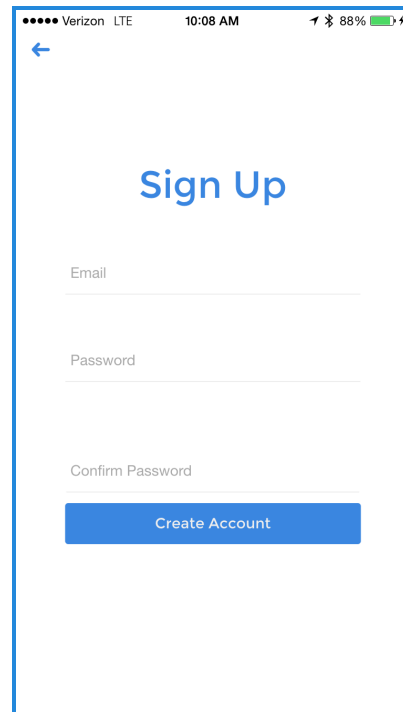 Verizon LTE 10:08 AM 88%
Sign Up
Email
Password
Confirm Password
Create Account